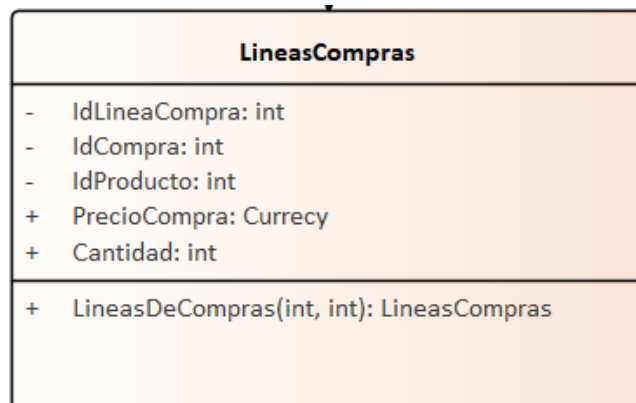 LineasCompras
- IdLineaCompra: int
- IdCompra: int
- IdProducto: int
+ PrecioCompra: Currecy
+ Cantidad: int
+ LineasDeCompras(int, int): LineasCompras